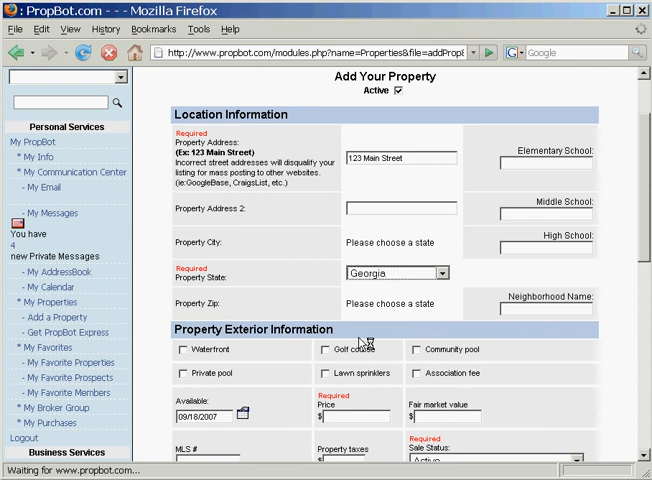 : PropBot.com - - - Mozilla Firefox
File Edit View History Bookmarks Tools Help
http://www.propbot.com/modules.php?name=Properties&file=addProp
Google
Add Your Property
Active
Personal Services
My PropBot
* My Info
* My Communication Center
- My Email
- My Messages
You have
4
new Private Messages
- My AddressBook
- My Calendar
* My Properties
- Add a Property
- Get PropBot Express
* My Favorites
- My Favorite Properties
- My Favorite Prospects
- My Favorite Members
* My Broker Group
* My Purchases
Logout
Business Services
Location Information
Required
Property Address:
(Ex: 123 Main Street)
Incorrect street addresses will disqualify your
listing for mass posting to other websites.
(ie:GoogleBase, CraigsList, etc.)
123 Main Street
Elementary School:
Property Address 2:
Middle School:
Property City:
Please choose a state
High School:
Required
Property State:
Georgia
Property Zip:
Please choose a state
Neighborhood Name:
Property Exterior Information
Waterfront
Golf course
Community pool
Private pool
Lawn sprinklers
Association fee
Available:
09/18/2007
Required
Price
$
Fair market value
$
MLS #
Property taxes
$
Required
Sale Status:
Active
Waiting for www.propbot.com...